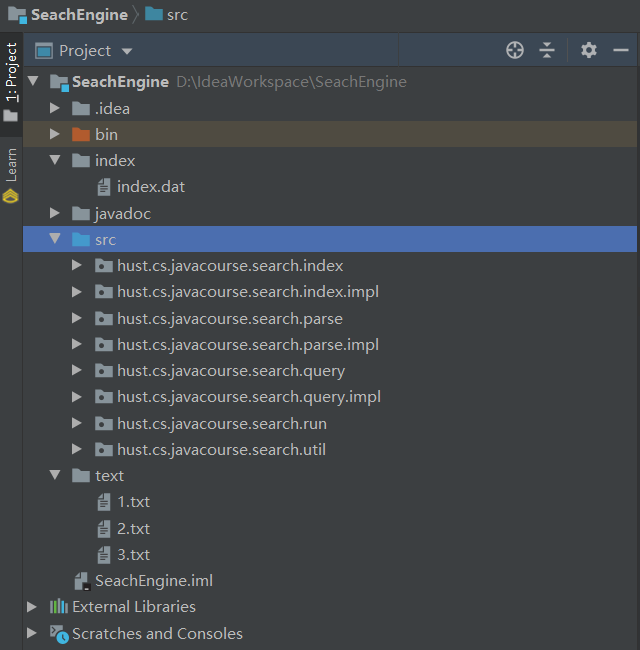 SeachEngine src
1: Project
Project
SeachEngine D:\IdeaWorkspace\SeachEngine
.idea
bin
index
index.dat
Learn
javadoc
src
hust.cs.javacourse.search.index
hust.cs.javacourse.search.index.impl
hust.cs.javacourse.search.parse
hust.cs.javacourse.search.parse.impl
hust.cs.javacourse.search.query
hust.cs.javacourse.search.query.impl
hust.cs.javacourse.search.run
hust.cs.javacourse.search.util
text
1.txt
2.txt
3.txt
SeachEngine.iml
External Libraries
Scratches and Consoles